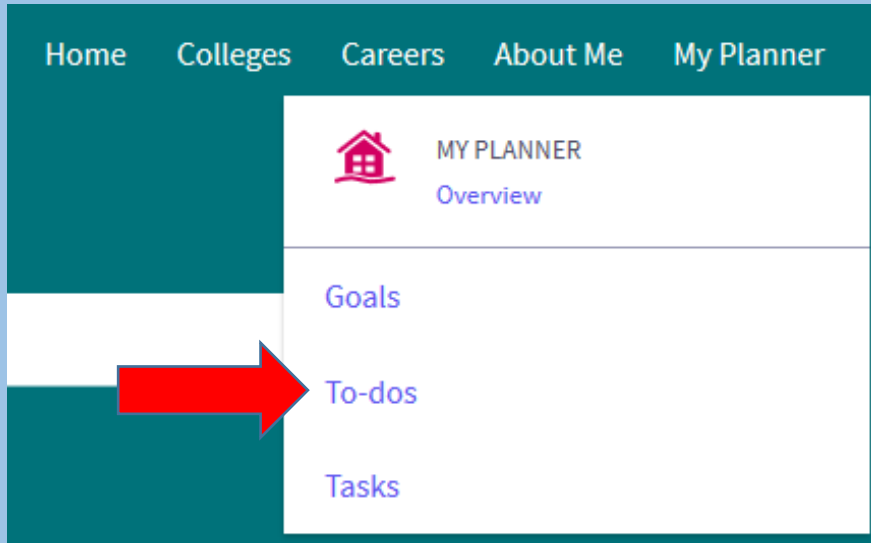 Home Colleges Careers About Me My Planner
MY PLANNER
Overview
Goals
To-dos
Tasks